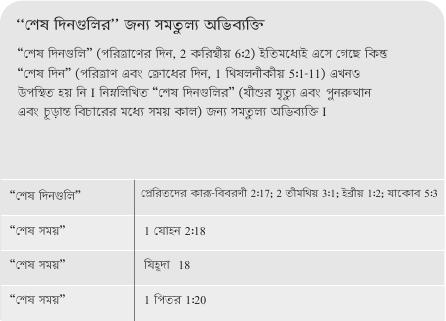 “শেষ দিনগুলির” জন্য সমতুল্য অভিব্যক্তি
“শেষ দিনগুলি” (পরিত্রাণের দিন, 2 করিন্থীয় 6:2) ইতিমধ্যেই এসে গেছে কিন্তু
“শেষ দিন” (পরিত্রাণ এবং ক্রোধের দিন, 1 থিষলনীকীয় 5:1-11) এখনও
উপস্থিত হয় নি I নিম্নলিখিত “শেষ দিনগুলির” (যীশুর মৃত্যু এবং পুনরুত্থান
এবং চূড়ান্ত বিচারের মধ্যে সময় কাল) জন্য সমতুল্য অভিব্যক্তি I
“শেষ দিনগুলি” প্রেরিতদের কার্য্য-বিবরণী 2:17; 2 তীমথিয় 3:1; ইব্রীয় 1:2; যাকোব 5:3
“শেষ সময়” 1 যোহন 2:18
“শেষ সময়” যিহূদা 18
“শেষ সময়” 1 পিতর 1:20